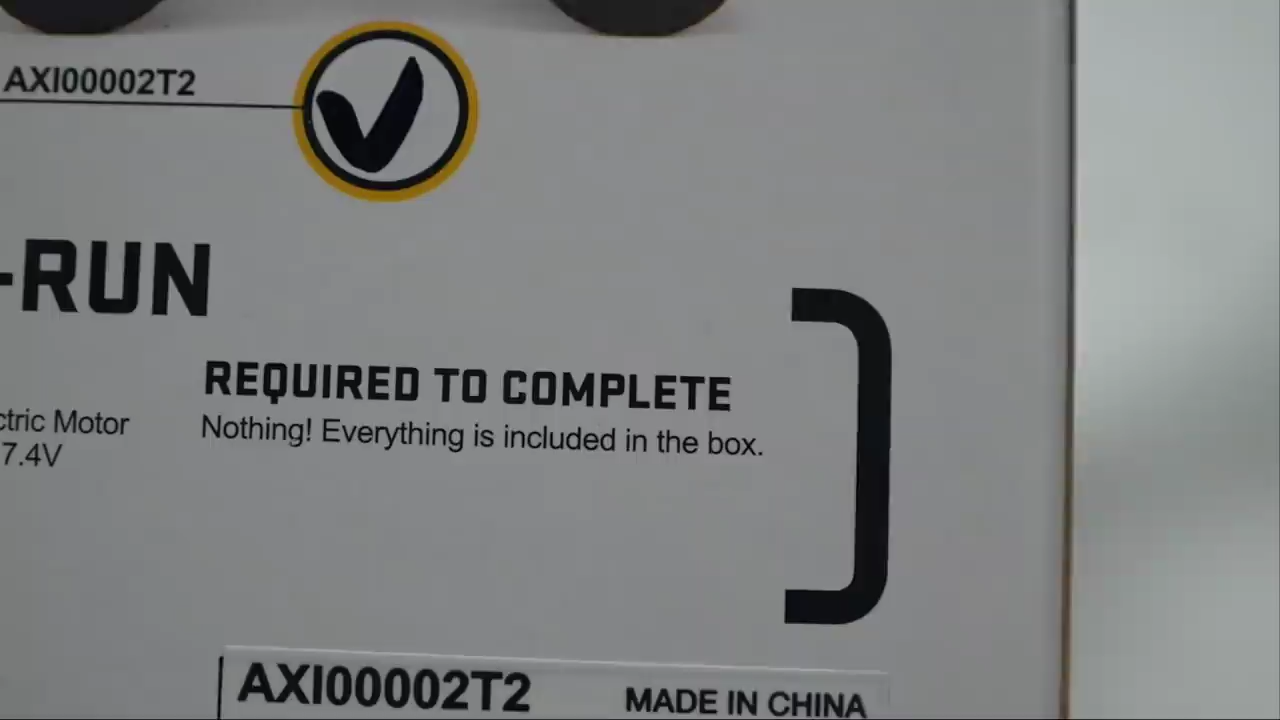 AXI00002T2
-RUN
REQUIRED TO COMPLETE
Nothing! Everything is included in the box.
ctric Motor
7.4V
AXI00002T2
MADE IN CHINA